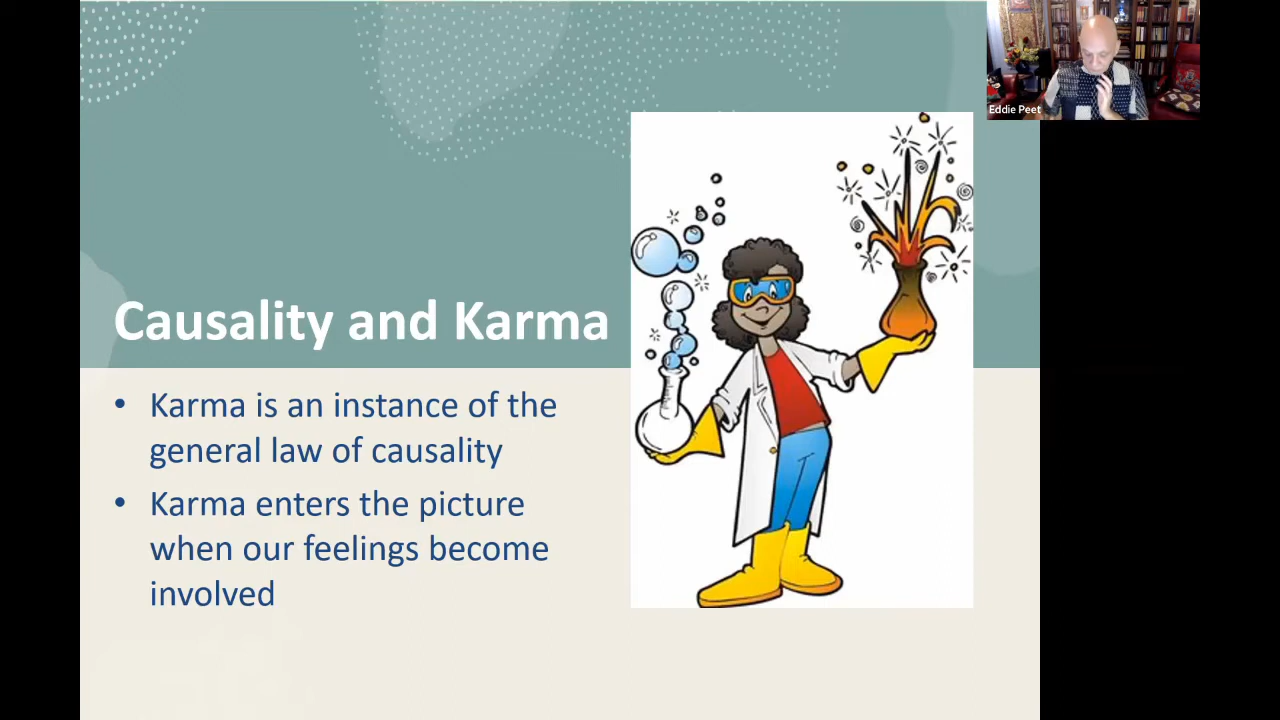 Eddie Peet
Causality and Karma
• Karma is an instance of the
general law of causality
• Karma enters the picture
when our feelings become
involved